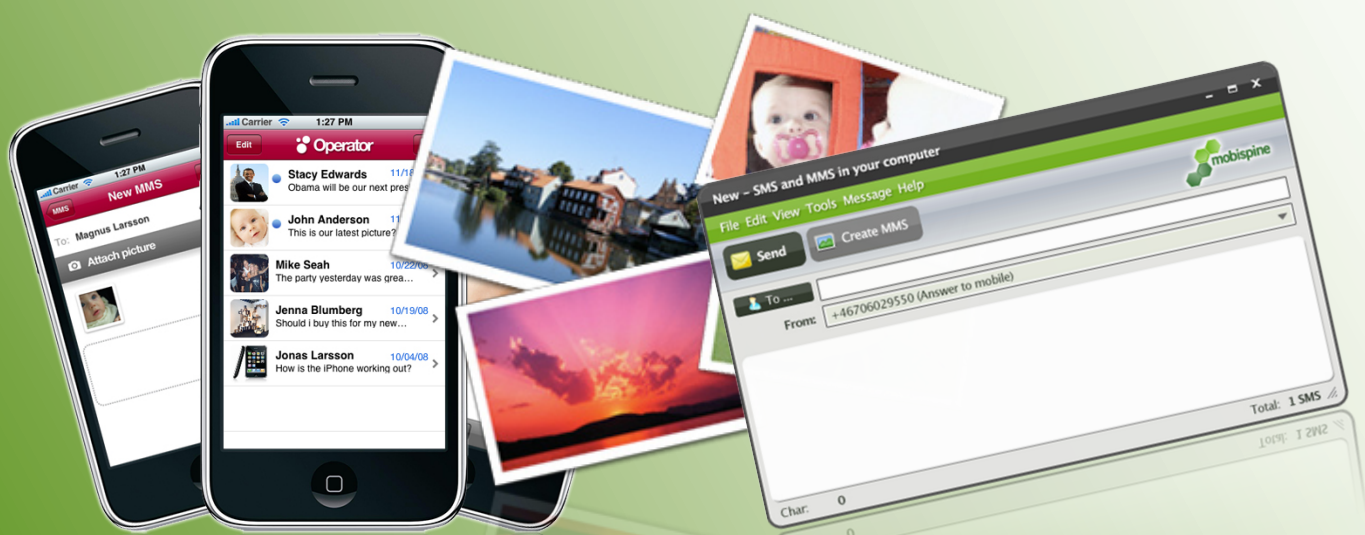 Carrier 1:27 PM
MMS New MMS
To: Magnus Larsson
Attach picture
Carrier 1:27 PM
Edit Operator
Stacy Edwards
Obama will be our next pres
John Anderson
This is our latest picture?
Mike Seah 10/22/08
The party yesterday was grea…
Jenna Blumberg 10/19/08
Should i buy this for my new…
Jonas Larsson 10/04/08
How is the iPhone working out?
New – SMS and MMS in your computer
mobispine
File Edit View Tools Message Help
Send Create MMS
To ...
From: +46706029550 (Answer to mobile)
Char: 0
Total: 1 SMS